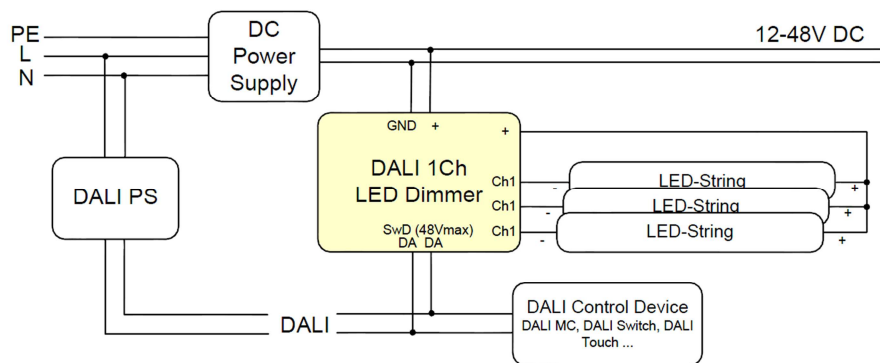 PE
L
N
DC
Power
Supply
12-48V DC
GND +
+
DALI 1Ch
LED Dimmer
Ch1
Ch1
Ch1
SwD (48Vmax)
DA DA
- LED-String +
- LED-String +
- LED-String +
DALI PS
DALI
DALI Control Device
DALI MC, DALI Switch, DALI
Touch ...